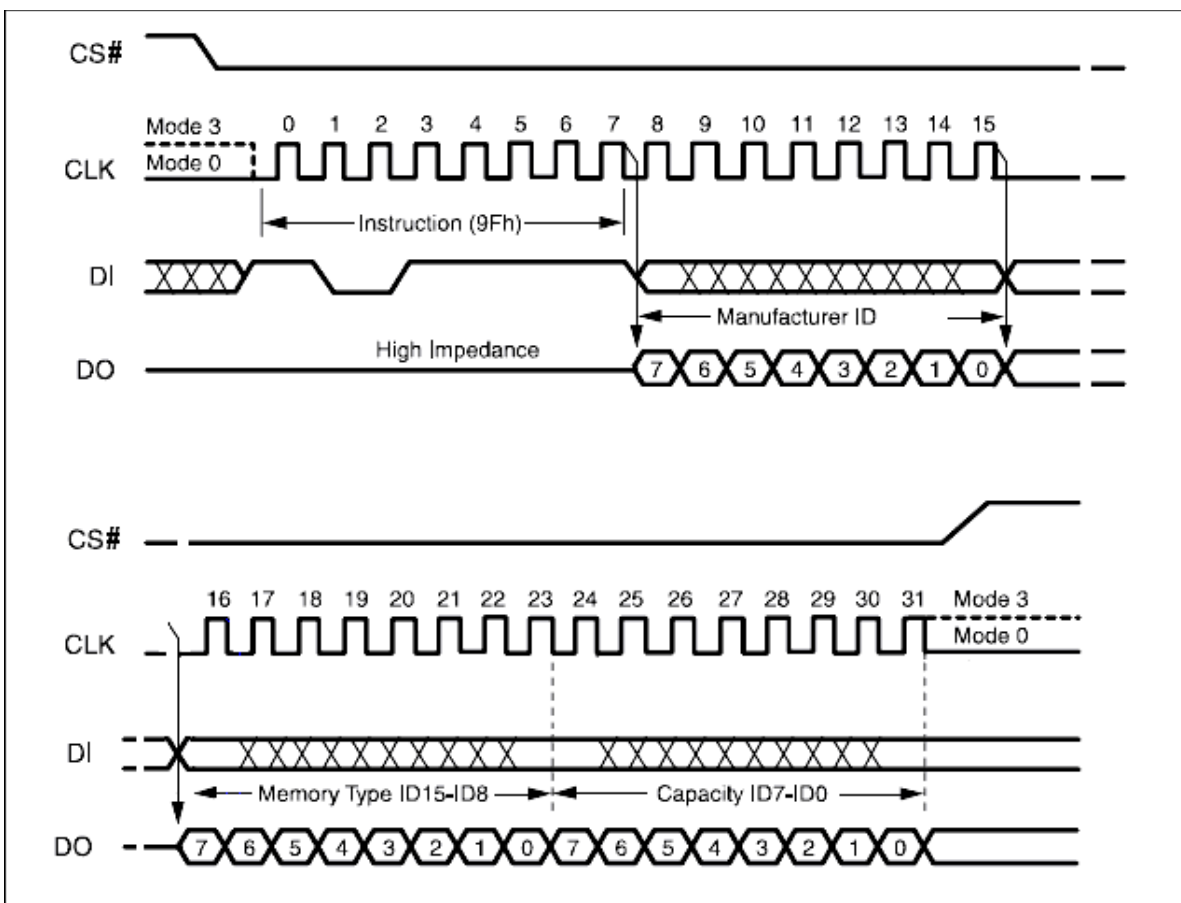 CS#
Mode 3
0 1 2 3 4 5 6 7 8 9 10 11 12 13 14 15
CLK
Mode 0
Instruction (9Fh)
DI
Manufacturer ID
High Impedance
DO
7 6 5 4 3 2 1 0
CS#
16 17 18 19 20 21 22 23 24 25 26 27 28 29 30 31
Mode 3
CLK
Mode 0
DI
Memory Type ID15-ID8
Capacity ID7-ID0
DO
7 6 5 4 3 2 1 0 7 6 5 4 3 2 1 0